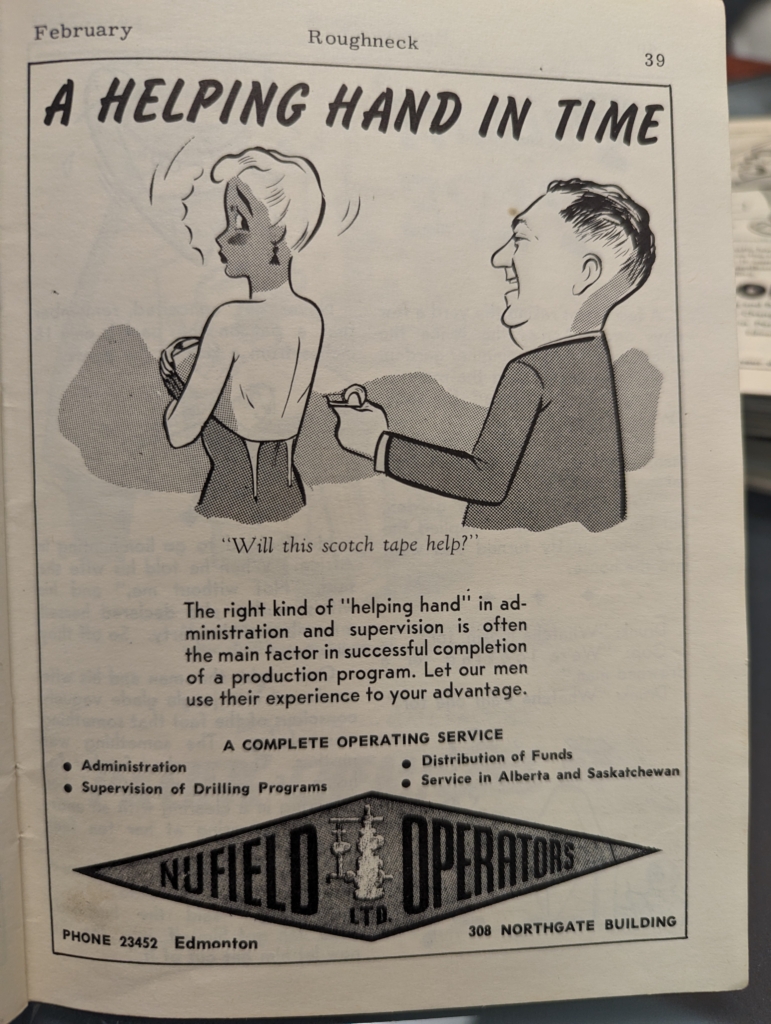 February
Roughneck
39
A HELPING HAND IN TIME
"Will this scotch tape help?"
The right kind of "helping hand" in ad-
ministration and supervision is often
the main factor in successful completion
of a production program. Let our men
use their experience to your advantage.
A COMPLETE OPERATING SERVICE
• Administration
• Supervision of Drilling Programs
• Distribution of Funds
• Service in Alberta and Saskatchewan
NUFIELD OPERATORS
LTD.
PHONE 23452 Edmonton
308 NORTHGATE BUILDING